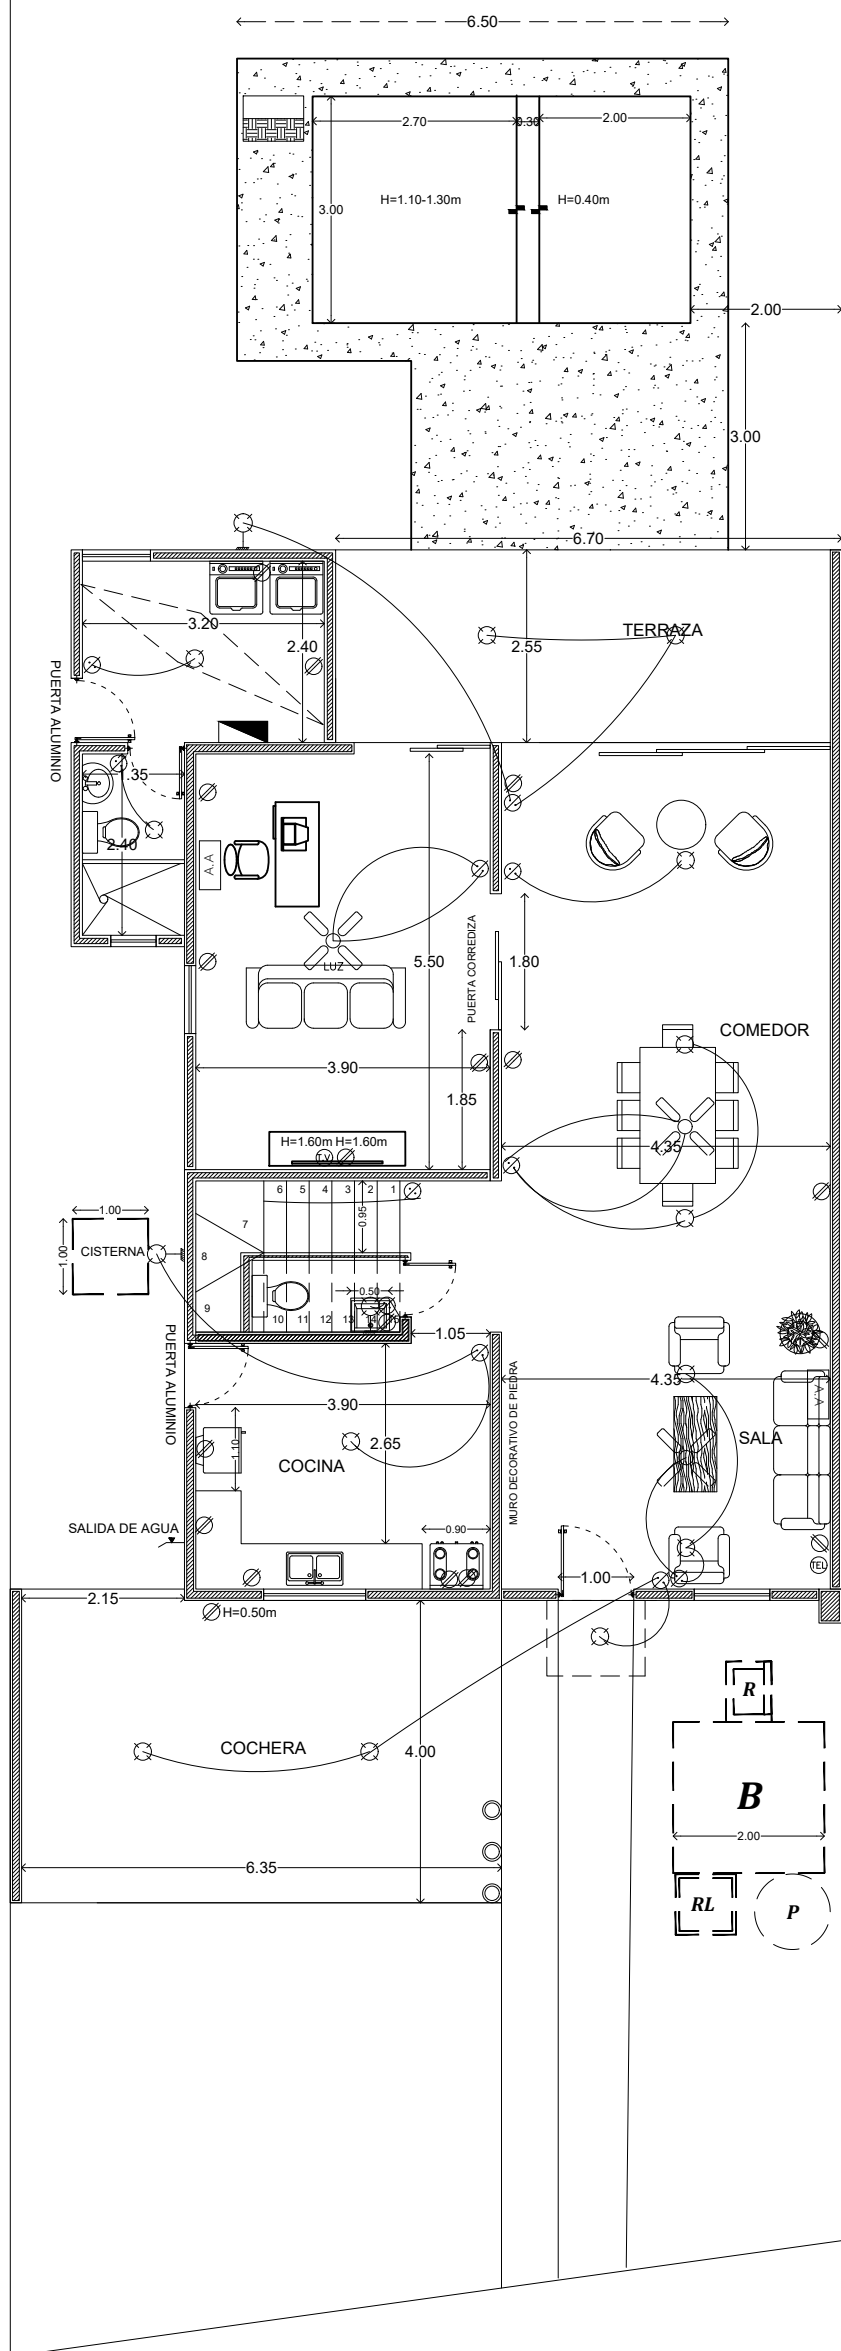 6.50
2.70
0.30
2.00
3.00
H=1.10-1.30m
H=0.40m
2.00
3.00
6.70
3.20
2.40
2.55
TERRAZA
PUERTA ALUMINIO
1.35
2.40
A.A
LUZ
5.50
PUERTA CORREDIZA
1.80
COMEDOR
3.90
1.85
4.35
H=1.60m H=1.60m
T.V
6 5 4 3 2 1
7
0.95
1.00
1.00
CISTERNA
8
9
0.50
10 11 12 13 14 15
1.05
PUERTA ALUMINIO
3.90
MURO DECORATIVO DE PIEDRA
4.35
A.A
1.10
2.65
COCINA
SALA
SALIDA DE AGUA
0.90
TEL
1.00
2.15
H=0.50m
R
COCHERA
4.00
B
2.00
6.35
RL
P